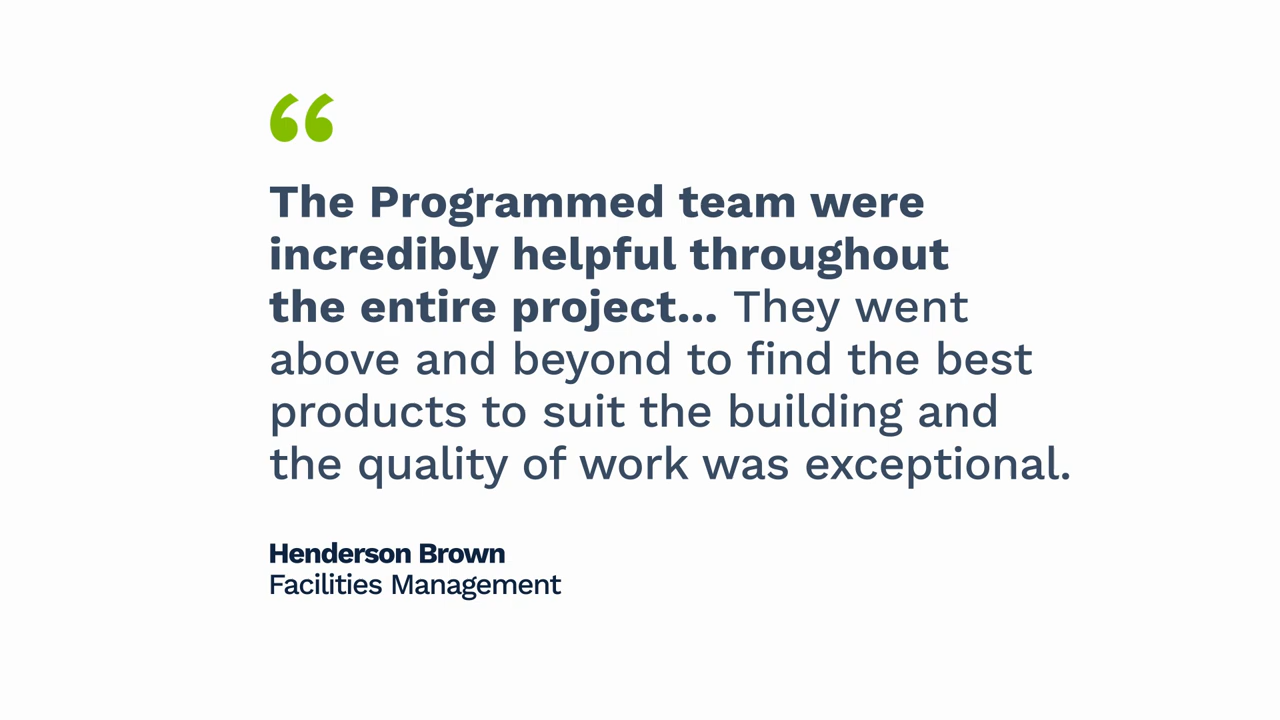 “
The Programmed team were
incredibly helpful throughout
the entire project... They went
above and beyond to find the best
products to suit the building and
the quality of work was exceptional.
Henderson Brown
Facilities Management